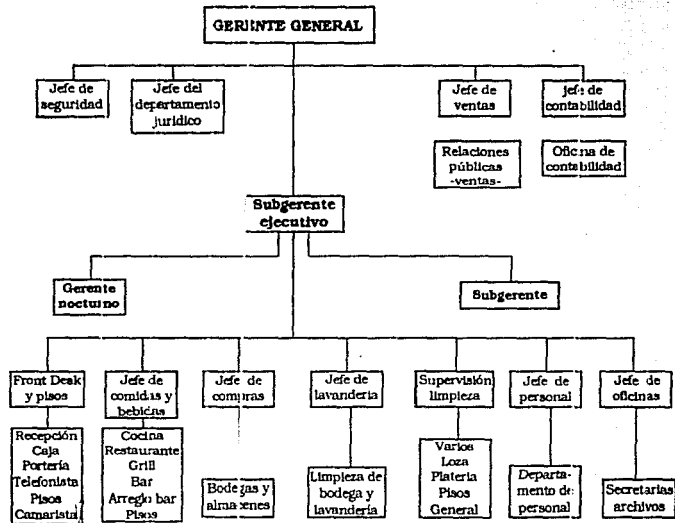 GERENTE GENERAL
Jefe de
seguridad
Jefe del
departamento
jurídico
Jefe de
ventas
jefe de
contabilidad
Relaciones
públicas
-ventas-
Oficina de
contabilidad
Subgerente
ejecutivo
Gerente
nocturno
Subgerente
Front Desk
y pisos
Jefe de
comidas y
bebidas
Jefe de
compras
Jefe de
lavandería
Supervisión
limpieza
Jefe de
personal
Jefe de
oficinas
Recepción
Caja
Portería
Telefonista
Pisos
Camarista
Cocina
Restaurante
Grill
Bar
Arreglo bar
Pisos
Bodegas y
almacenes
Limpieza de
bodega y
lavandería
Varios
Loza
Platería
Pisos
General
Departa-
mento de
personal
Secretarias
archivos